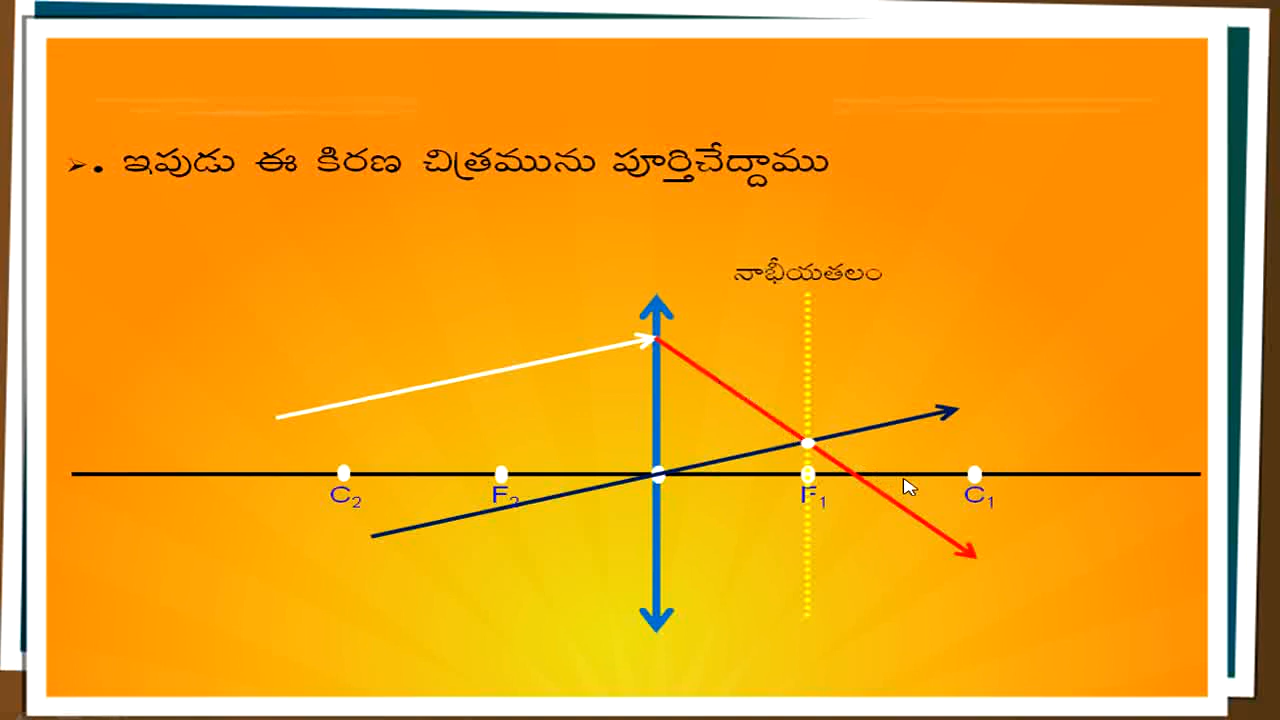 ➢. ఇపుడు ఈ కిరణ చిత్రమును పూర్తిచేద్దాము
నాభీయతలం
C₂ F₂ F₁ C₁